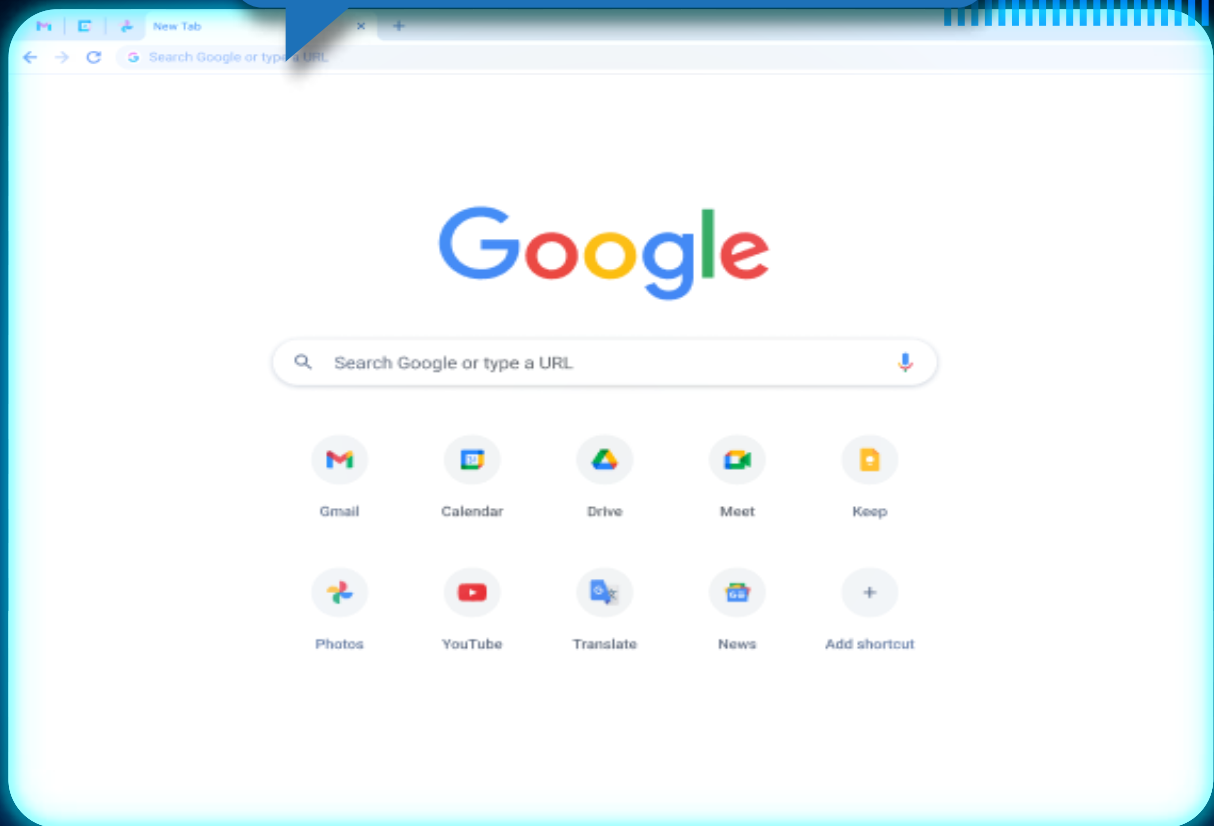 New Tab
Search Google or type a URL
Google
Search Google or type a URL
Gmail Calendar Drive Meet Keep
Photos YouTube Translate News Add shortcut